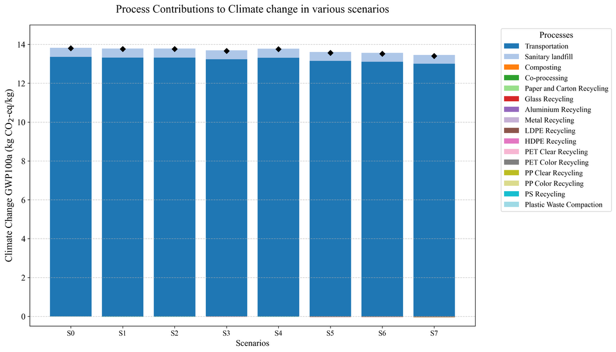 Process Contributions to Climate change in various scenarios
Climate Change GWP100a (kg CO₂-eq/kg)
14
12
10
8
6
4
2
0
S0 S1 S2 S3 S4 S5 S6 S7
Scenarios
Processes
Transportation
Sanitary landfill
Composting
Co-processing
Paper and Carton Recycling
Glass Recycling
Aluminium Recycling
Metal Recycling
LDPE Recycling
HDPE Recycling
PET Clear Recycling
PET Color Recycling
PP Clear Recycling
PP Color Recycling
PS Recycling
Plastic Waste Compaction